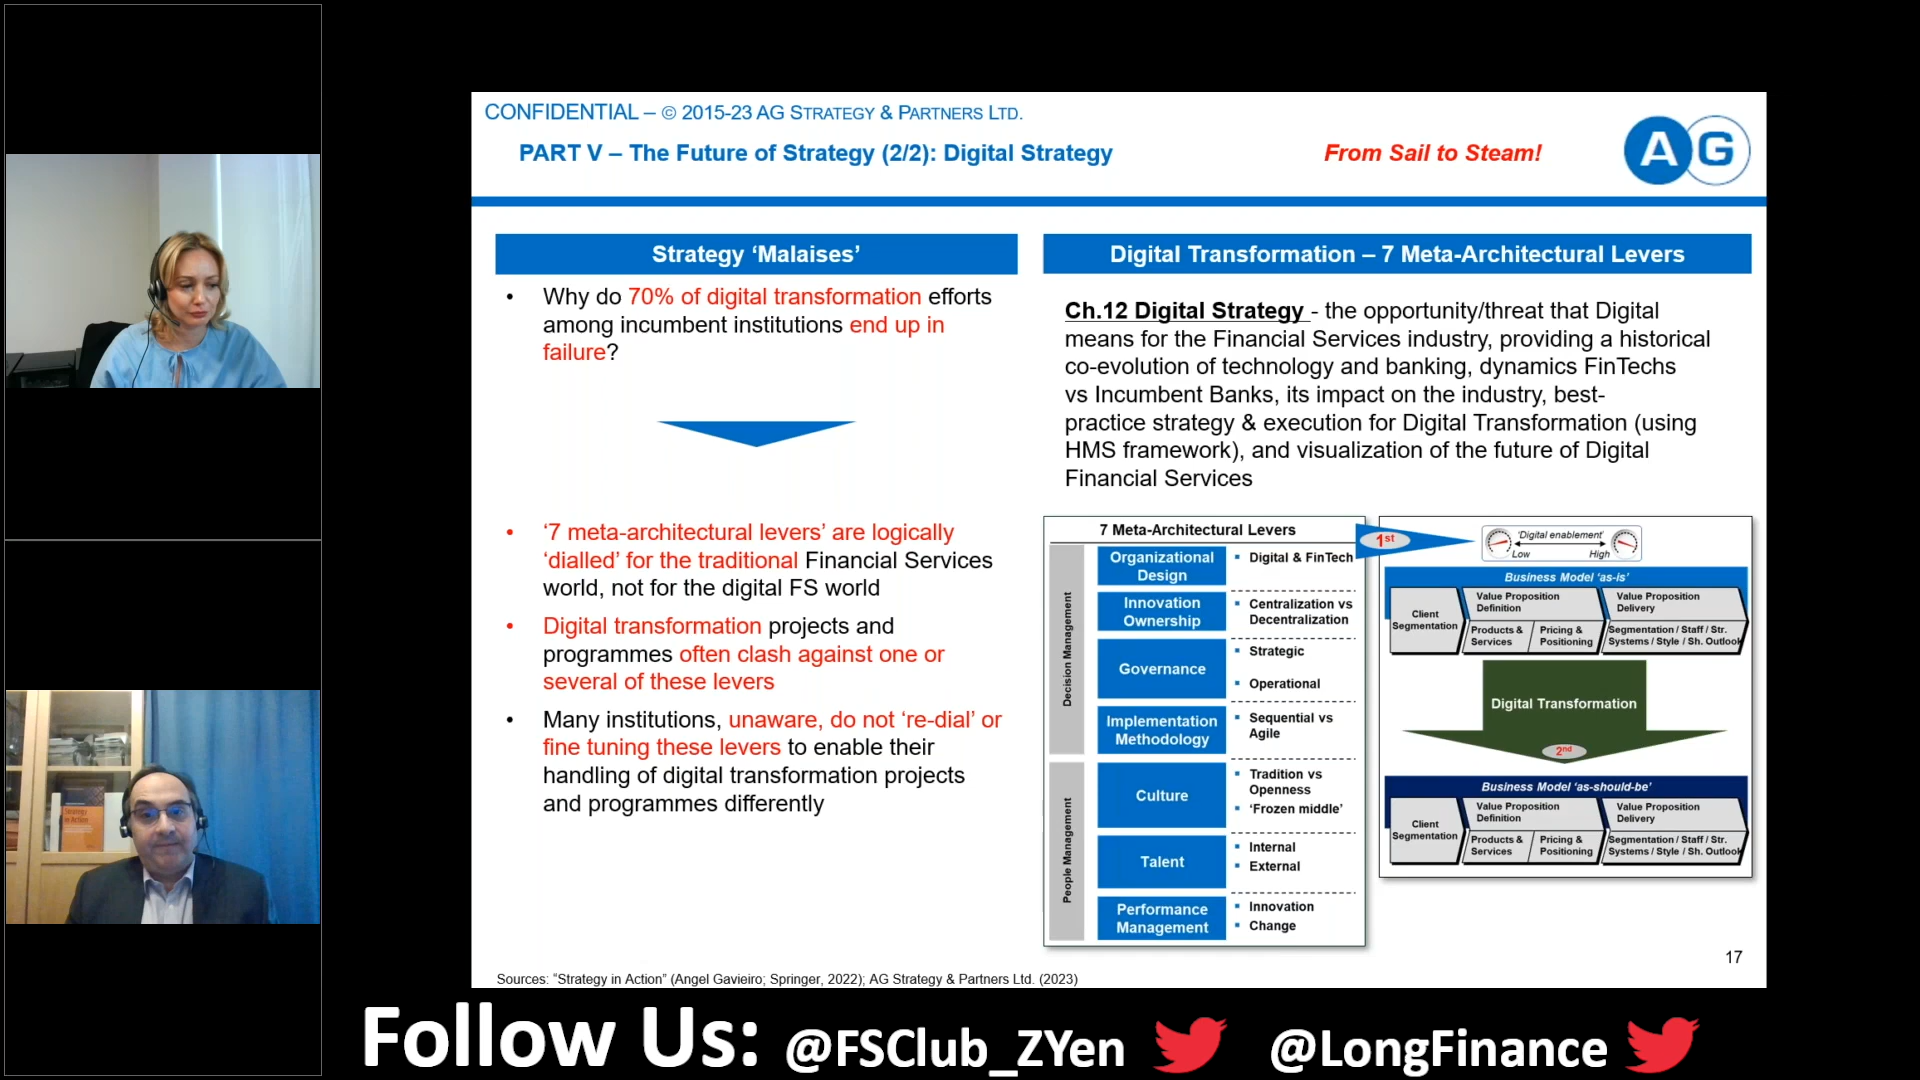 CONFIDENTIAL – © 2015-23 AG STRATEGY & PARTNERS LTD.
PART V – The Future of Strategy (2/2): Digital Strategy
From Sail to Steam!
AG
Strategy ‘Malaises’
• Why do 70% of digital transformation efforts
among incumbent institutions end up in
failure?
• ‘7 meta-architectural levers’ are logically
‘dialled’ for the traditional Financial Services
world, not for the digital FS world
• Digital transformation projects and
programmes often clash against one or
several of these levers
• Many institutions, unaware, do not ‘re-dial’ or
fine tuning these levers to enable their
handling of digital transformation projects
and programmes differently
Digital Transformation – 7 Meta-Architectural Levers
Ch.12 Digital Strategy - the opportunity/threat that Digital
means for the Financial Services industry, providing a historical
co-evolution of technology and banking, dynamics FinTechs
vs Incumbent Banks, its impact on the industry, best-
practice strategy & execution for Digital Transformation (using
HMS framework), and visualization of the future of Digital
Financial Services
7 Meta-Architectural Levers
Decision Management
Organizational
Design
▪ Digital & FinTech
Innovation
Ownership
▪ Centralization vs
Decentralization
Governance
▪ Strategic
▪ Operational
Implementation
Methodology
▪ Sequential vs
Agile
People Management
Culture
▪ Tradition vs
Openness
▪ ‘Frozen middle’
Talent
▪ Internal
▪ External
Performance
Management
▪ Innovation
▪ Change
1st
‘Digital enablement’
Low High
Business Model ‘as-is’
Client
Segmentation
Value Proposition
Definition
Value Proposition
Delivery
Products &
Services
Pricing &
Positioning
Segmentation / Staff / Str.
Systems / Style / Sh. Outlook
Digital Transformation
2nd
Business Model ‘as-should-be’
Client
Segmentation
Value Proposition
Definition
Value Proposition
Delivery
Products &
Services
Pricing &
Positioning
Segmentation / Staff / Str.
Systems / Style / Sh. Outlook
17
Sources: “Strategy in Action” (Angel Gavieiro; Springer, 2022); AG Strategy & Partners Ltd. (2023)
Follow Us: @FSClub_ZYen @LongFinance